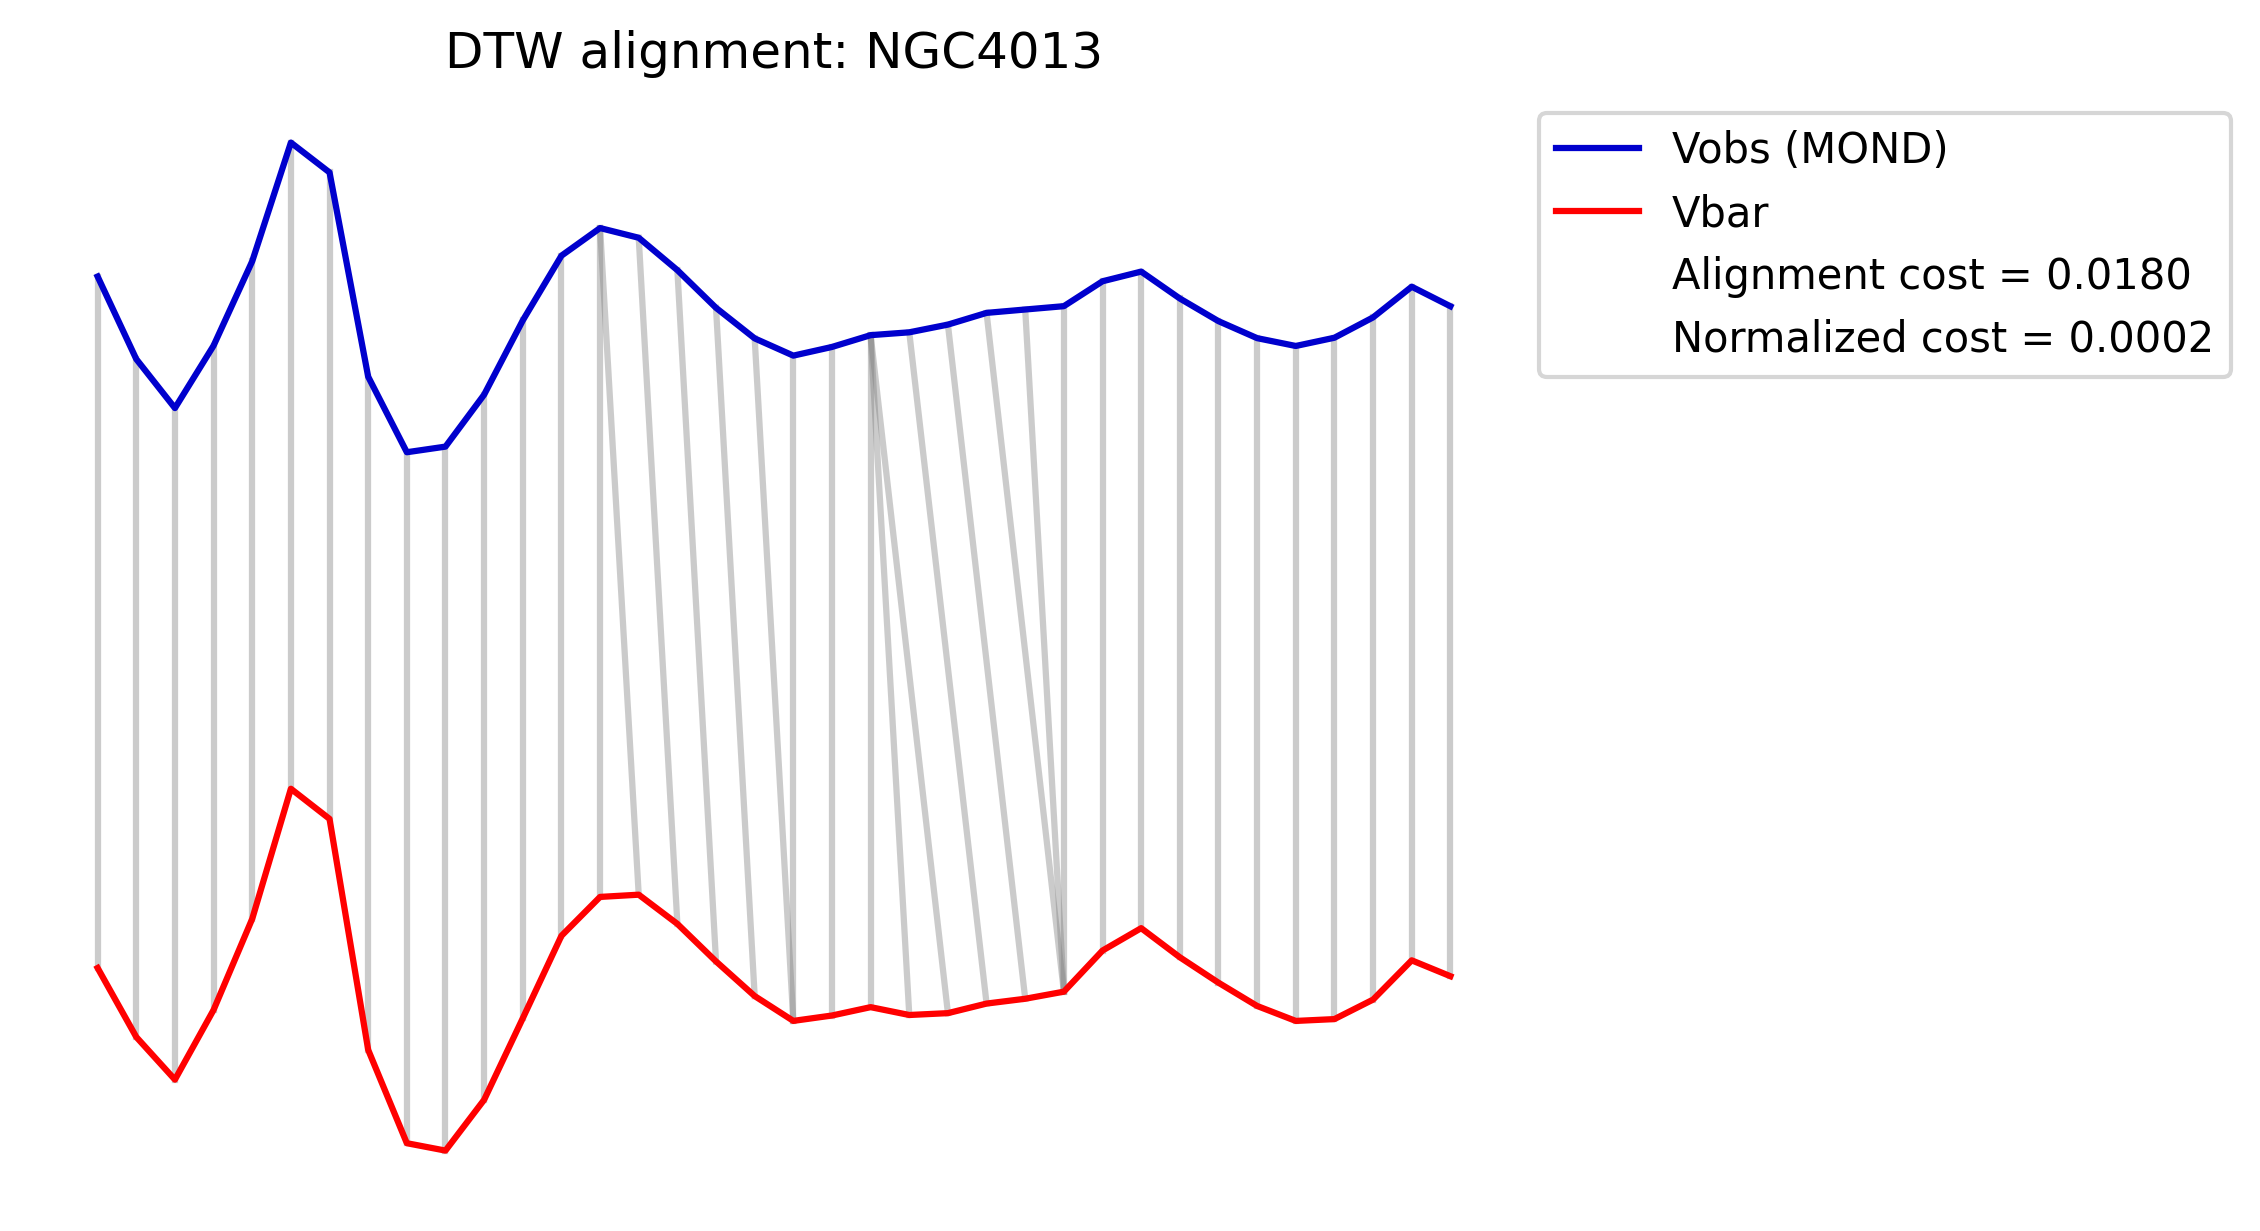 DTW alignment: NGC4013
Vobs (MOND)
Vbar
Alignment cost = 0.0180
Normalized cost = 0.0002